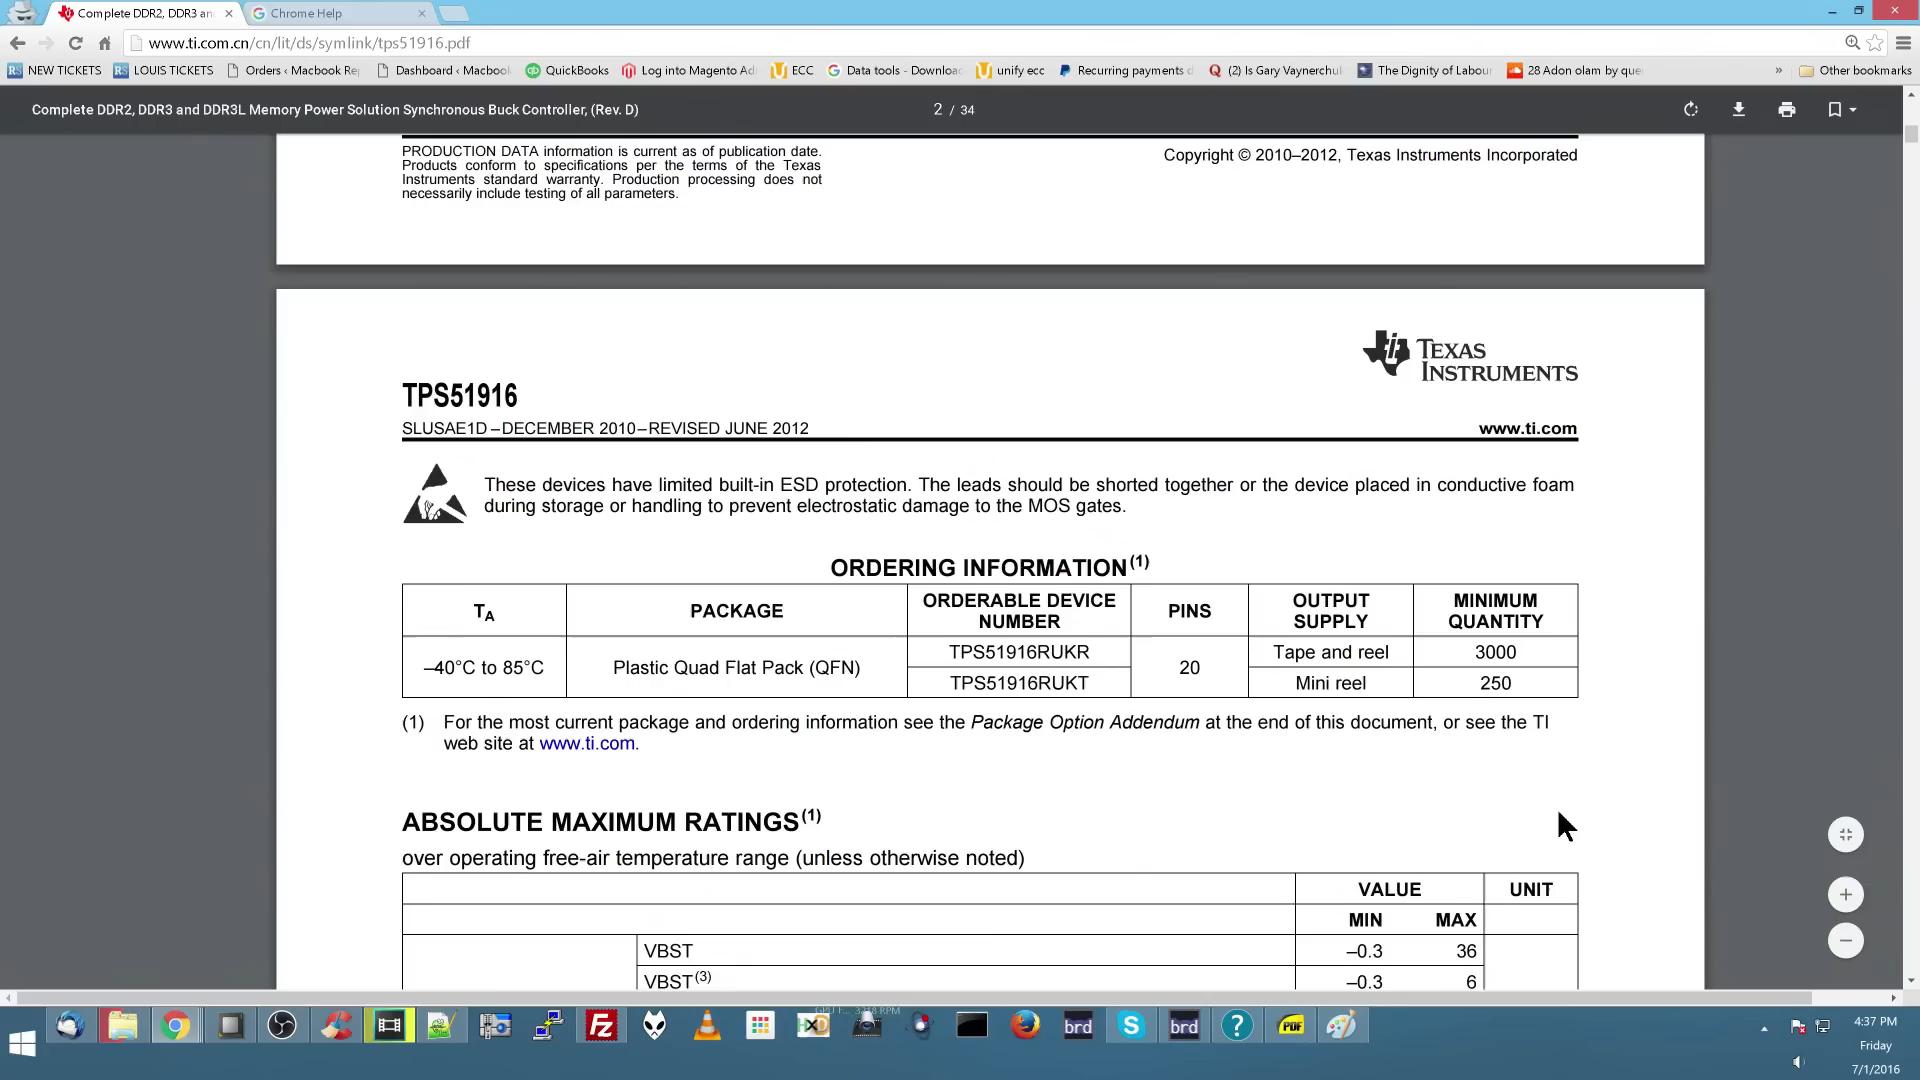 Complete DDR2, DDR3 an
Chrome Help
www.ti.com.cn/cn/lit/ds/symlink/tps51916.pdf
NEW TICKETS
LOUIS TICKETS
Orders ‹ Macbook Re
Dashboard ‹ Macbook
QuickBooks
Log into Magento Ad
ECC
Data tools - Downloa
unify ecc
Recurring payments
(2) Is Gary Vaynerchu
The Dignity of Labou
28 Adon olam by que
»
Other bookmarks
Complete DDR2, DDR3 and DDR3L Memory Power Solution Synchronous Buck Controller, (Rev. D)
2 / 34
PRODUCTION DATA information is current as of publication date.
Products conform to specifications per the terms of the Texas
Instruments standard warranty. Production processing does not
necessarily include testing of all parameters.
Copyright © 2010–2012, Texas Instruments Incorporated
TEXAS
INSTRUMENTS
TPS51916
SLUSAE1D –DECEMBER 2010–REVISED JUNE 2012
www.ti.com
These devices have limited built-in ESD protection. The leads should be shorted together or the device placed in conductive foam
during storage or handling to prevent electrostatic damage to the MOS gates.
ORDERING INFORMATION(1)
TA
PACKAGE
ORDERABLE DEVICE
NUMBER
PINS
OUTPUT
SUPPLY
MINIMUM
QUANTITY
–40°C to 85°C
Plastic Quad Flat Pack (QFN)
TPS51916RUKR
20
Tape and reel
3000
TPS51916RUKT
Mini reel
250
(1) For the most current package and ordering information see the Package Option Addendum at the end of this document, or see the TI
web site at www.ti.com.
ABSOLUTE MAXIMUM RATINGS(1)
over operating free-air temperature range (unless otherwise noted)
VALUE
UNIT
MIN MAX
VBST –0.3 36
VBST(3) –0.3 6
brd
brd
PDF
4:37 PM
Friday
7/1/2016